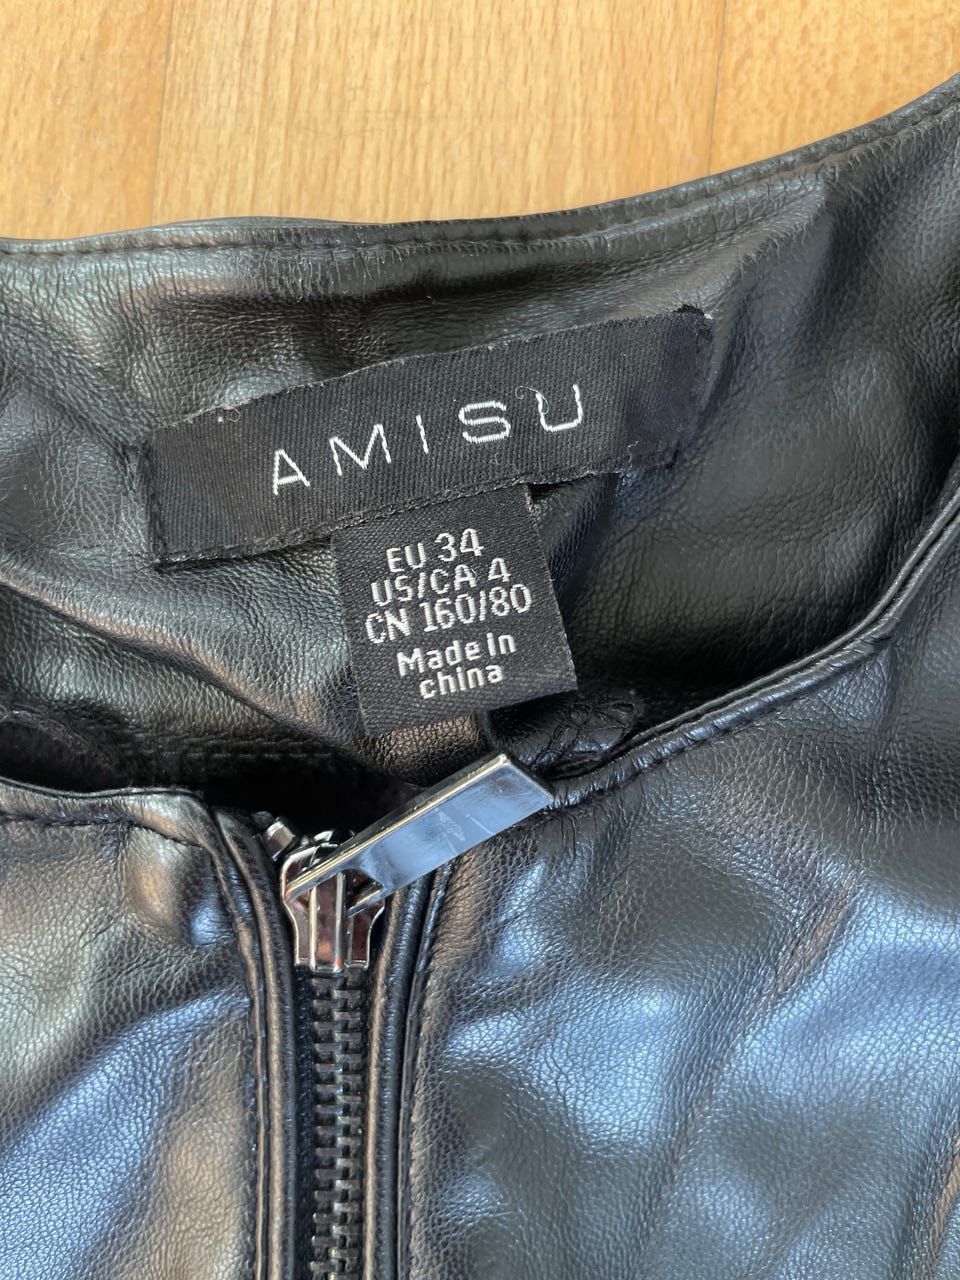 AMISU
EU 34
US/CA 4
CN 160/80
Made in
china